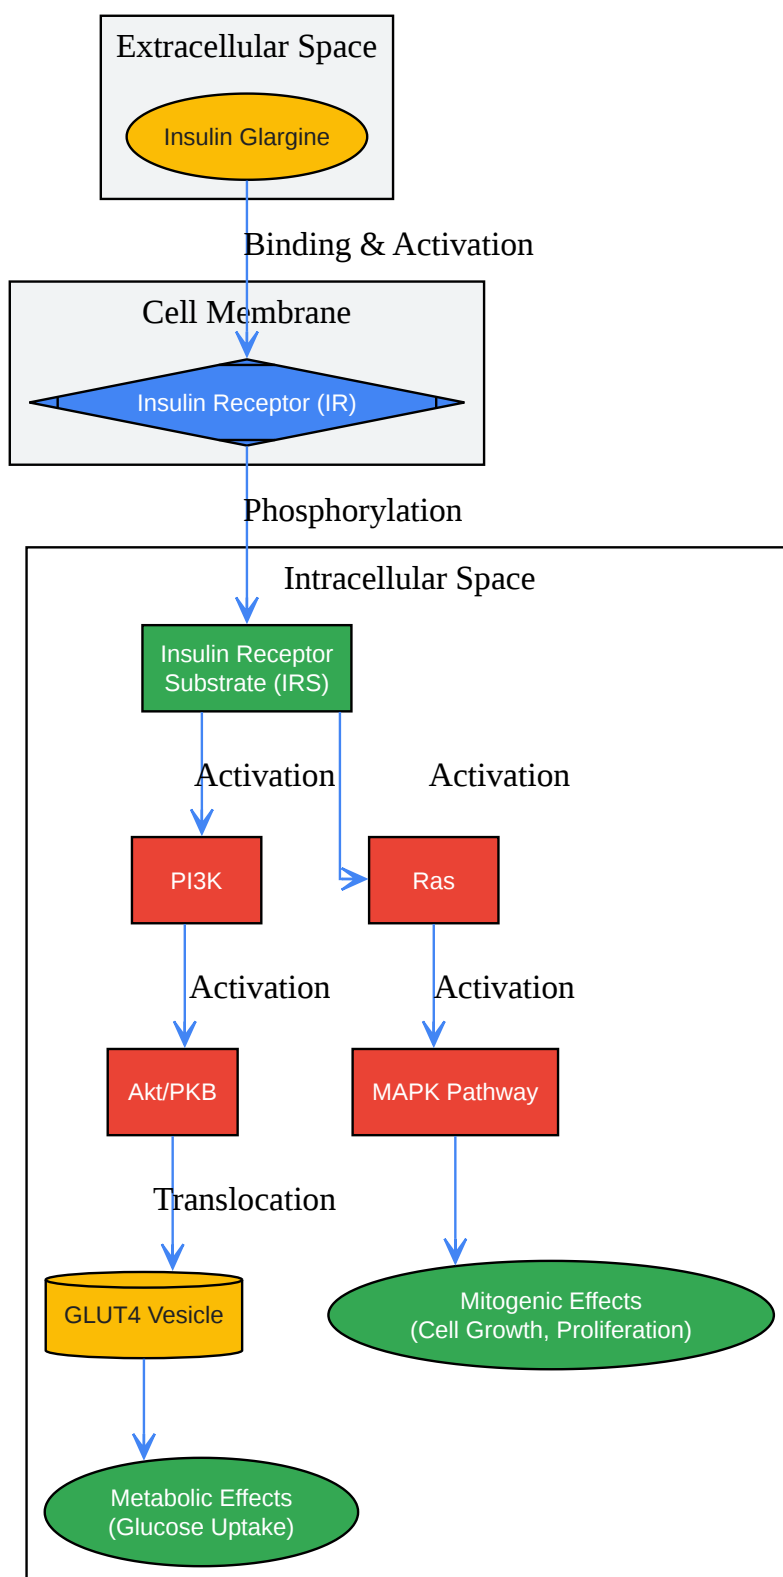 Extracellular Space
Insulin Glargine
Binding & Activation
Cell Membrane
Insulin Receptor (IR)
Phosphorylation
Intracellular Space
Insulin Receptor
Substrate (IRS)
Activation
Activation
PI3K
Ras
Activation
Activation
Akt/PKB
MAPK Pathway
Translocation
GLUT4 Vesicle
Mitogenic Effects
(Cell Growth, Proliferation)
Metabolic Effects
(Glucose Uptake)